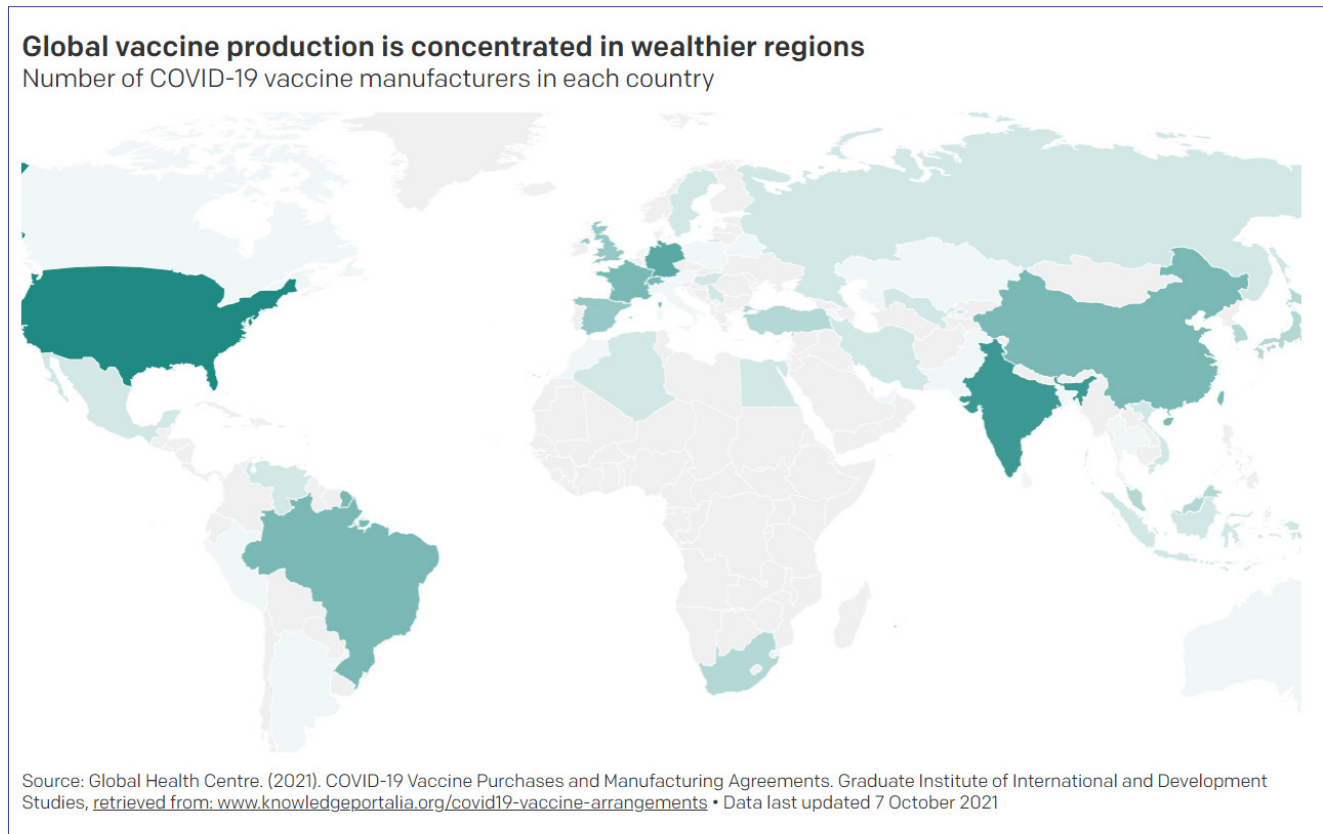 Global vaccine production is concentrated in wealthier regions
Number of COVID-19 vaccine manufacturers in each country
Source: Global Health Centre. (2021). COVID-19 Vaccine Purchases and Manufacturing Agreements. Graduate Institute of International and Development
Studies, retrieved from: www.knowledgeportalia.org/covid19-vaccine-arrangements • Data last updated 7 October 2021